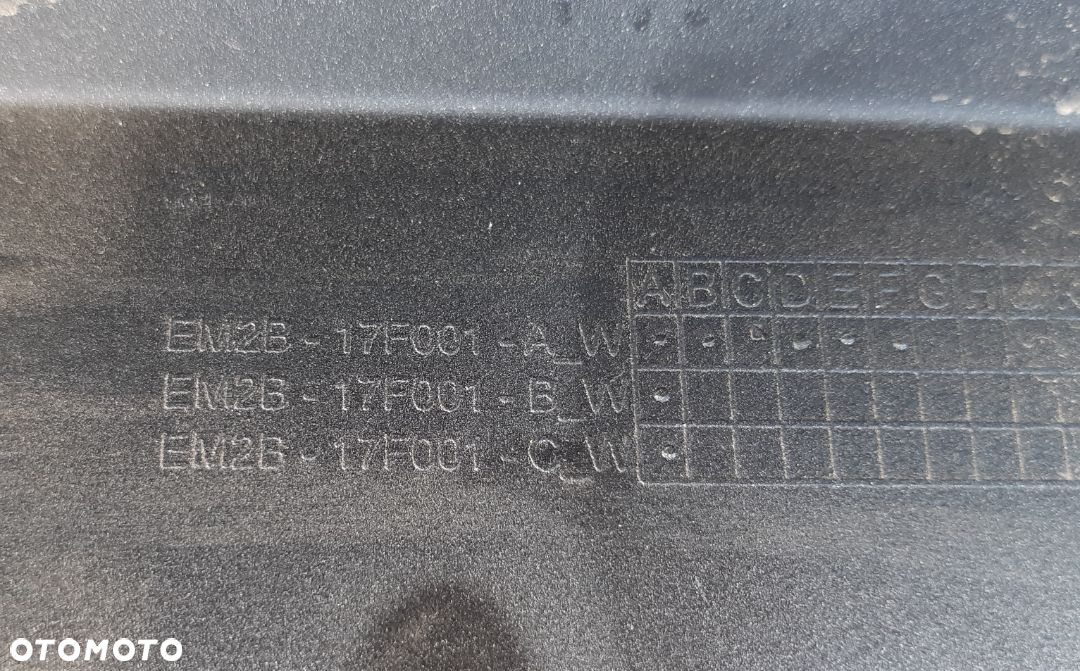 A B C D E F G H J
EM2B - 17F001 - A_W
EM2B - 17F001 - B_W
EM2B - 17F001 - C_W
OTOMOTO